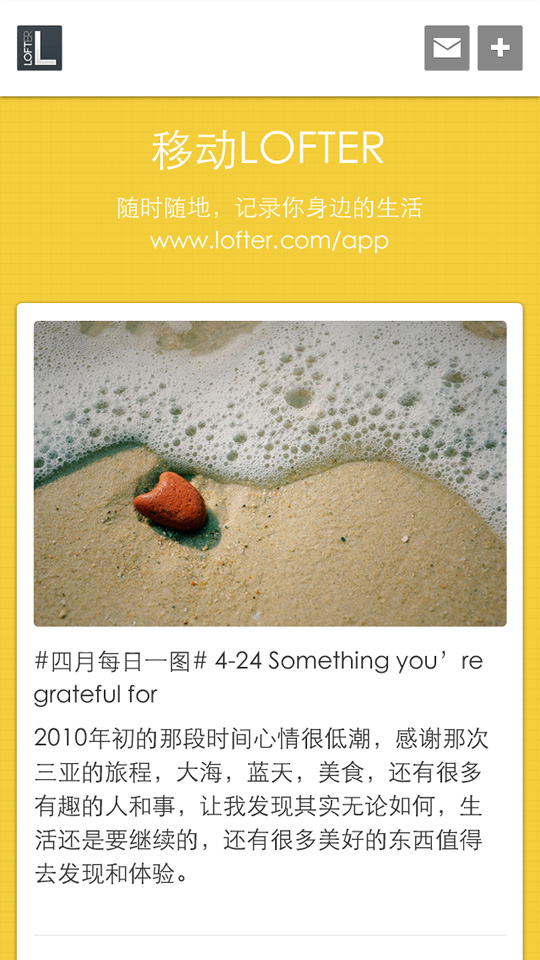 LOFTER
L
移动LOFTER
随时随地，记录你身边的生活
www.lofter.com/app
#四月每日一图# 4-24 Something you’re
grateful for
2010年初的那段时间心情很低潮，感谢那次
三亚的旅程，大海，蓝天，美食，还有很多
有趣的人和事，让我发现其实无论如何，生
活还是要继续的，还有很多美好的东西值得
去发现和体验。